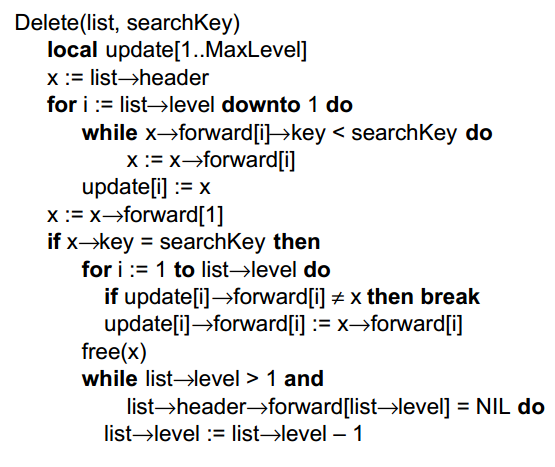 Delete(list, searchKey)
local update[1..MaxLevel]
x := list→header
for i := list→level downto 1 do
while x→forward[i]→key < searchKey do
x := x→forward[i]
update[i] := x
x := x→forward[1]
if x→key = searchKey then
for i := 1 to list→level do
if update[i]→forward[i] ≠ x then break
update[i]→forward[i] := x→forward[i]
free(x)
while list→level > 1 and
list→header→forward[list→level] = NIL do
list→level := list→level – 1